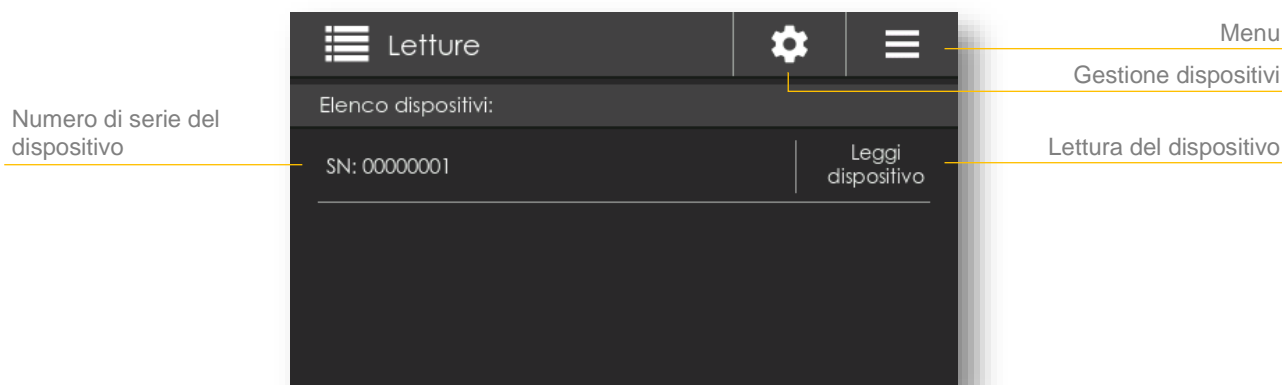 Letture
Menu
Gestione dispositivi
Elenco dispositivi:
Numero di serie del
dispositivo
SN: 00000001
Leggi
dispositivo
Lettura del dispositivo